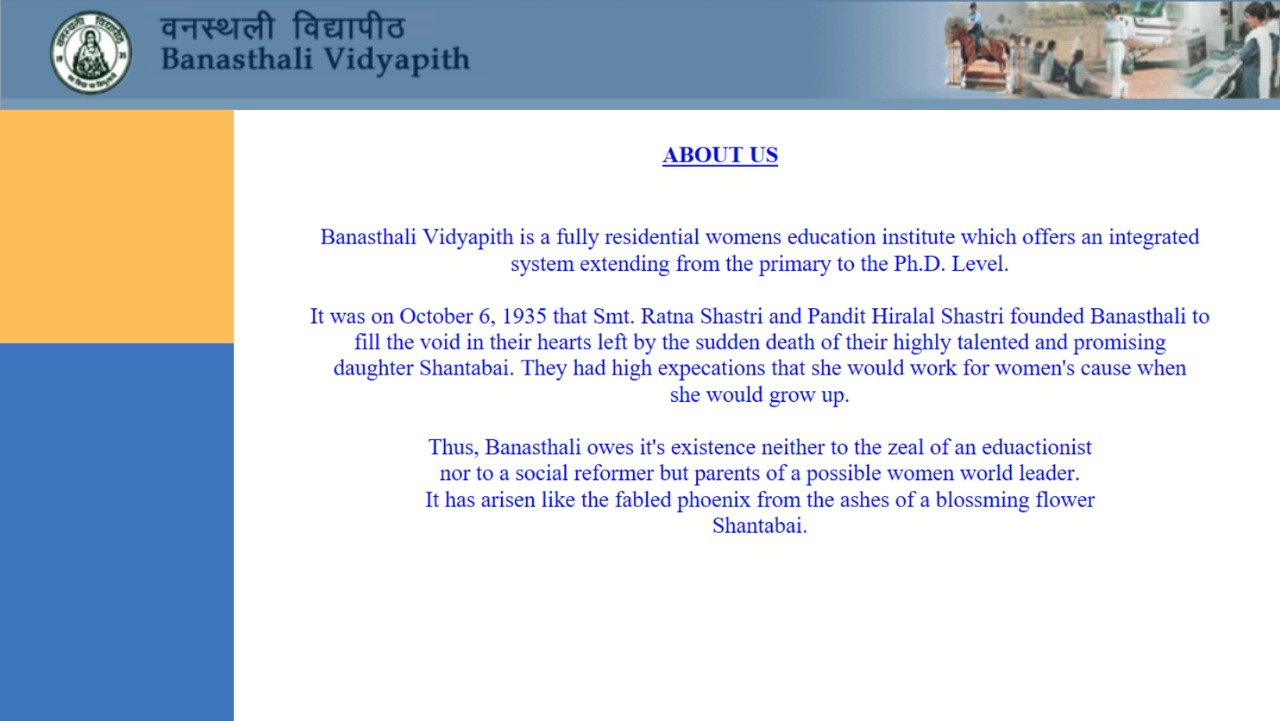 वनस्थली विद्यापीठ
Banasthali Vidyapith
ABOUT US
Banasthali Vidyapith is a fully residential womens education institute which offers an integrated
system extending from the primary to the Ph.D. Level.
It was on October 6, 1935 that Smt. Ratna Shastri and Pandit Hiralal Shastri founded Banasthali to
fill the void in their hearts left by the sudden death of their highly talented and promising
daughter Shantabai. They had high expecations that she would work for women's cause when
she would grow up.
Thus, Banasthali owes it's existence neither to the zeal of an eduactionist
nor to a social reformer but parents of a possible women world leader.
It has arisen like the fabled phoenix from the ashes of a blossming flower
Shantabai.